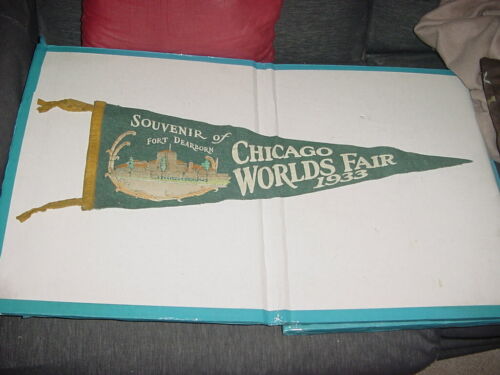 SOUVENIR of
FORT DEARBORN
CHICAGO
WORLDS FAIR
1933